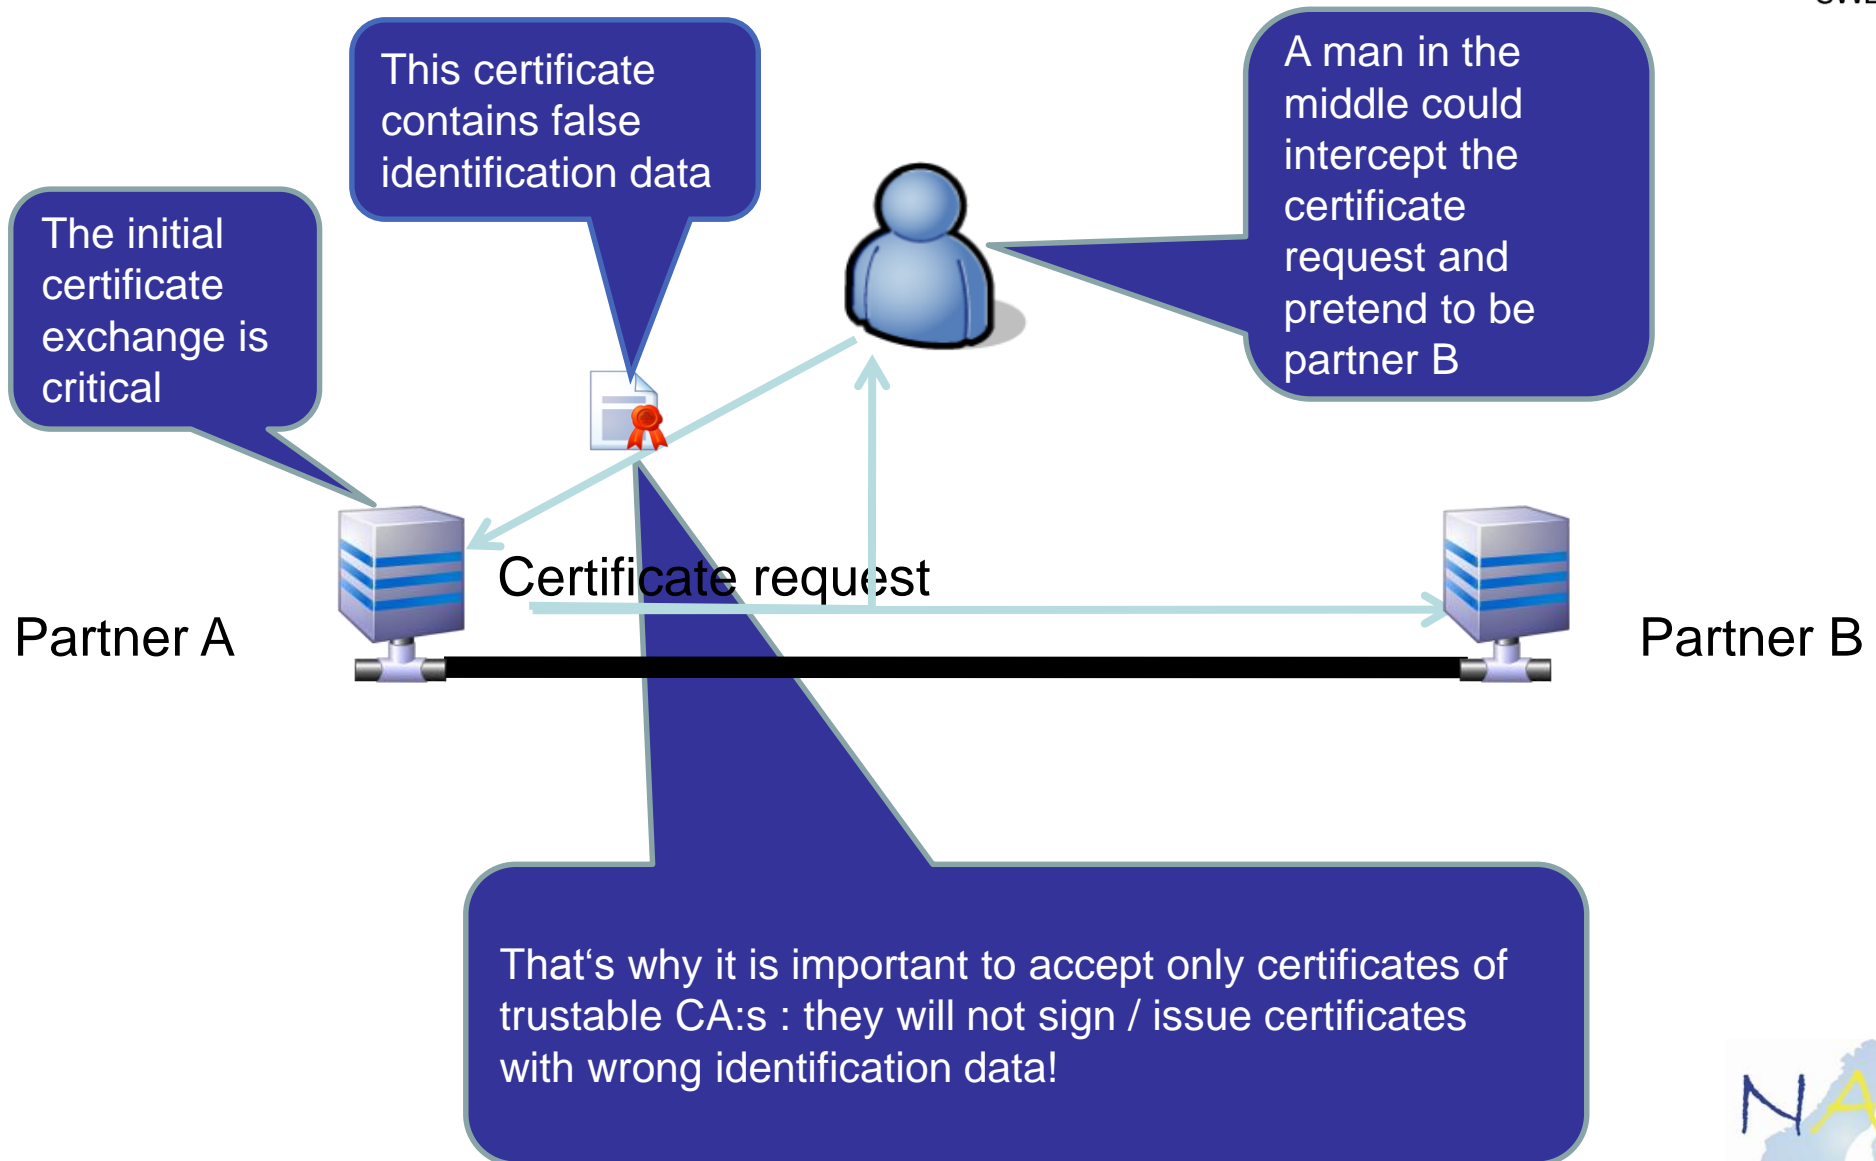 This certificate
contains false
identification data
A man in the
middle could
intercept the
certificate
request and
pretend to be
partner B
The initial
certificate
exchange is
critical
Certificate request
Partner A
Partner B
That‘s why it is important to accept only certificates of
trustable CA:s : they will not sign / issue certificates
with wrong identification data!